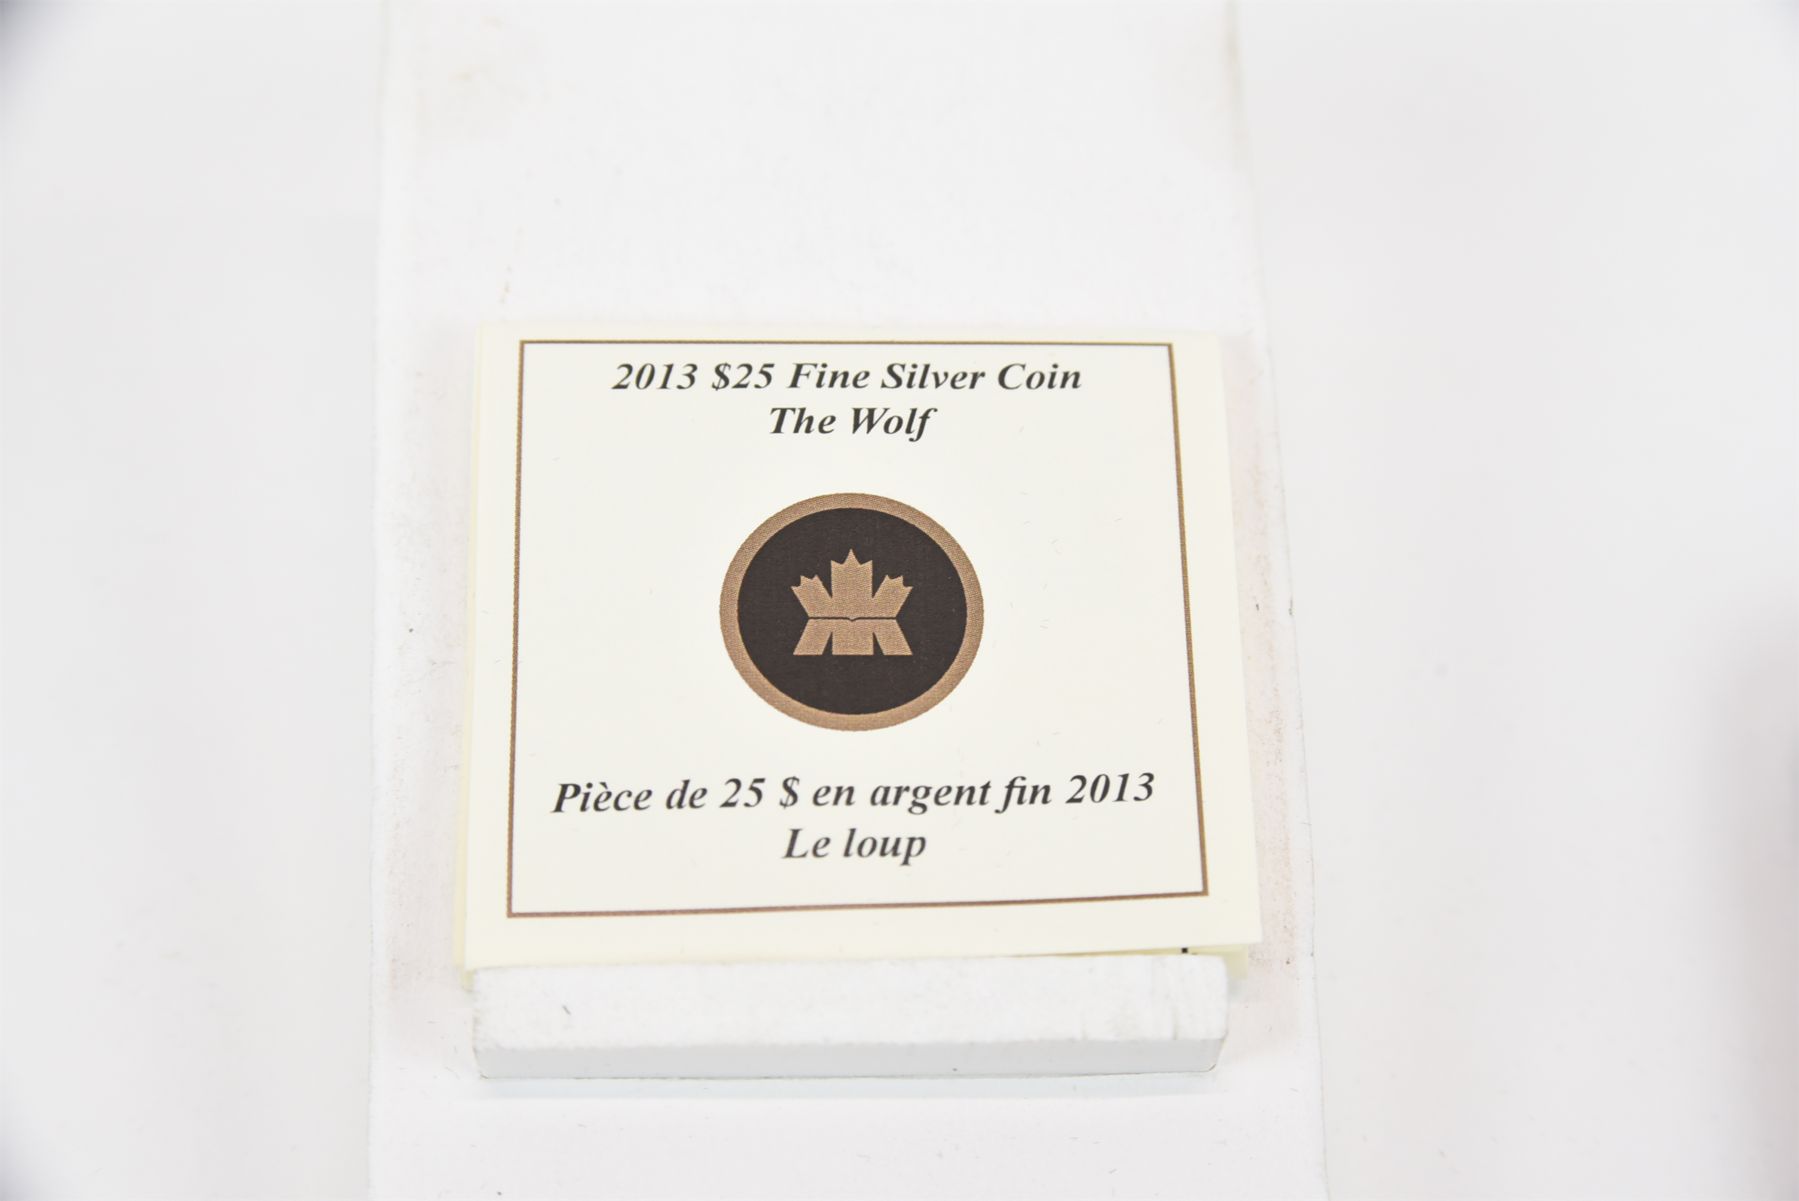 2013 $25 Fine Silver Coin
The Wolf
Pièce de 25 $ en argent fin 2013
Le loup